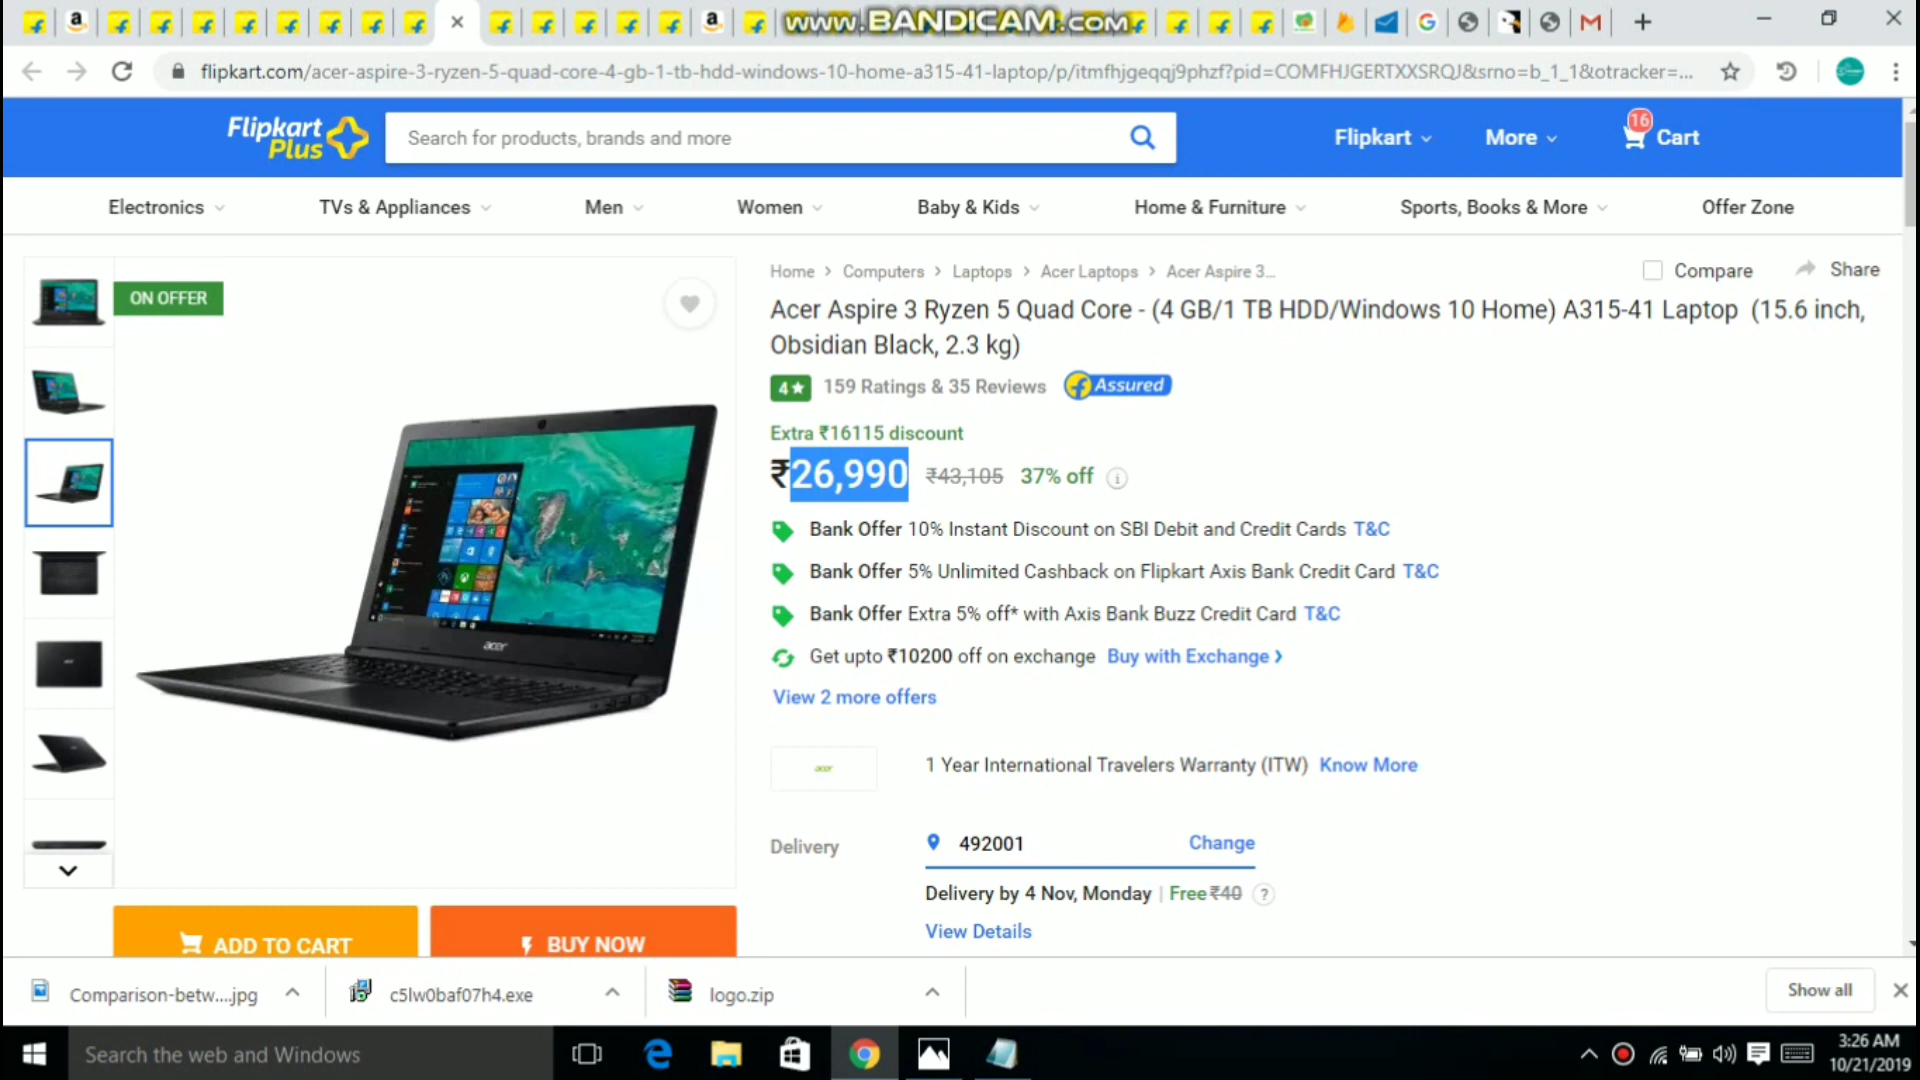 www.BANDICAM.com
flipkart.com/acer-aspire-3-ryzen-5-quad-core-4-gb-1-tb-hdd-windows-10-home-a315-41-laptop/p/itmfhjgeqqj9phzf?pid=COMFHJGERTXXSRQJ&srno=b_1_1&otracker=...
Flipkart Plus
Search for products, brands and more
Flipkart
More
16
Cart
Electronics
TVs & Appliances
Men
Women
Baby & Kids
Home & Furniture
Sports, Books & More
Offer Zone
ON OFFER
Home > Computers > Laptops > Acer Laptops > Acer Aspire 3...
Compare
Share
Acer Aspire 3 Ryzen 5 Quad Core - (4 GB/1 TB HDD/Windows 10 Home) A315-41 Laptop (15.6 inch,
Obsidian Black, 2.3 kg)
4★ 159 Ratings & 35 Reviews Assured
Extra ₹16115 discount
₹26,990 ₹43,105 37% off
Bank Offer 10% Instant Discount on SBI Debit and Credit Cards T&C
Bank Offer 5% Unlimited Cashback on Flipkart Axis Bank Credit Card T&C
Bank Offer Extra 5% off* with Axis Bank Buzz Credit Card T&C
Get upto ₹10200 off on exchange Buy with Exchange
View 2 more offers
acer
acer
1 Year International Travelers Warranty (ITW) Know More
Delivery
492001
Change
Delivery by 4 Nov, Monday | Free ₹40 ?
View Details
ADD TO CART
BUY NOW
Comparison-betw....jpg
c5lw0baf07h4.exe
logo.zip
Show all
Search the web and Windows
3:26 AM
10/21/2019